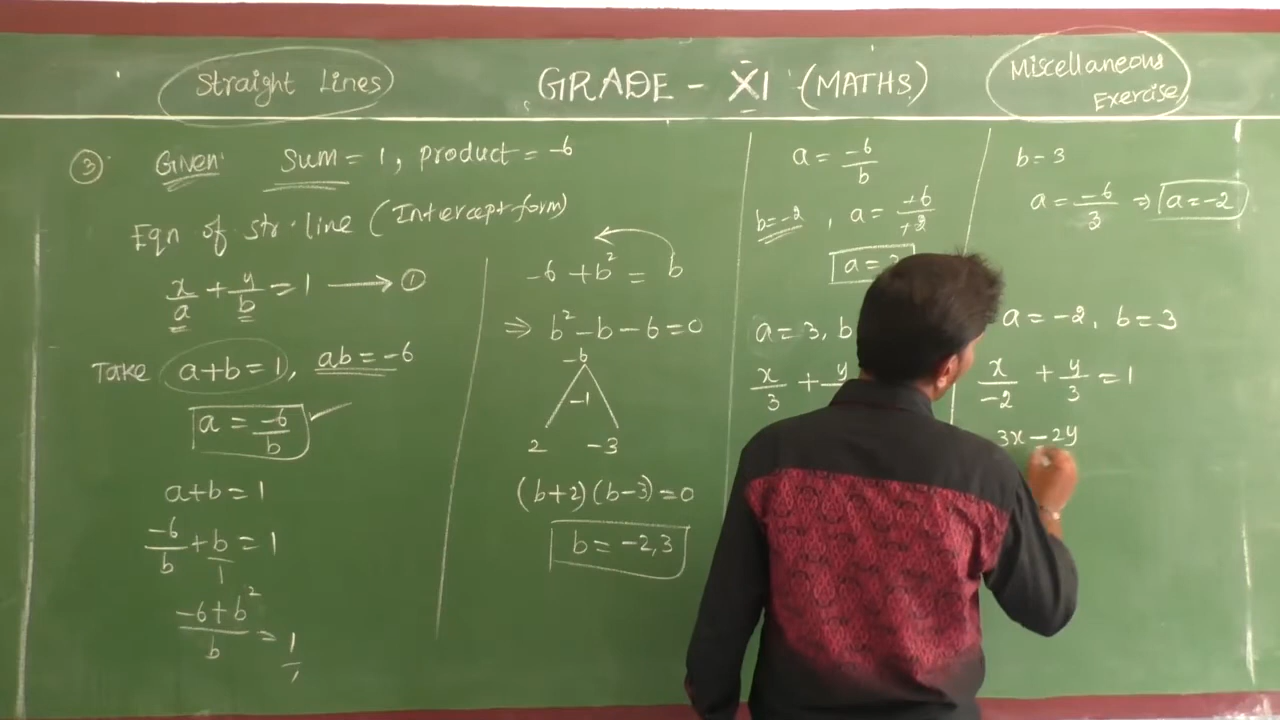 Straight Lines
GRADE - XI (MATHS)
Miscellaneous
Exercise
③ Given: Sum = 1, product = -6
Eqn of str. line (Intercept form)
x/a + y/b = 1 → ①
Take a+b = 1, ab = -6
a = -6/b
a+b = 1
-6/b + b/1 = 1
(-6+b²)/b = 1/1
-6 + b² = b
⇒ b² - b - 6 = 0
-6
-1
2 -3
(b+2)(b-3) = 0
b = -2,3
a = -6/b
b = -2, a = -6/-2
a = 3
a = 3, b
x/3 + y
b = 3
a = -6/3 ⇒ a = -2
a = -2, b = 3
x/-2 + y/3 = 1
3x - 2y